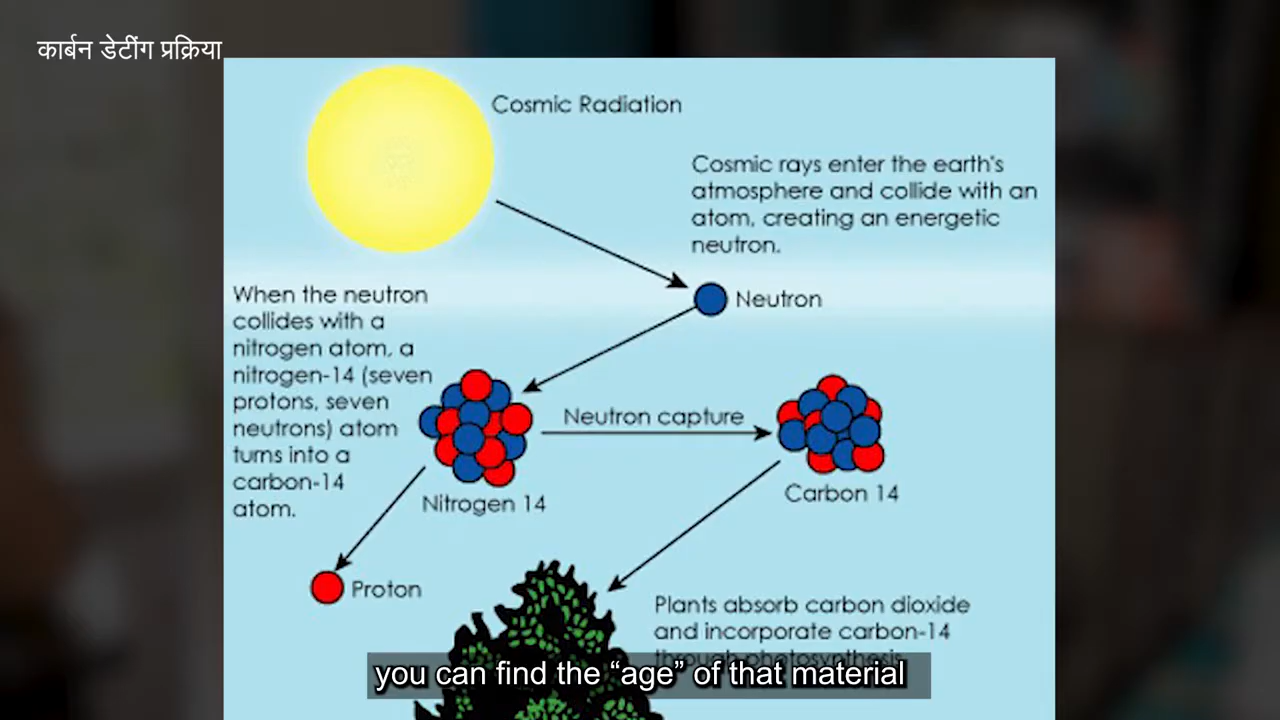 कार्बन डेटींग प्रक्रिया
Cosmic Radiation
Cosmic rays enter the earth's
atmosphere and collide with an
atom, creating an energetic
neutron.
Neutron
When the neutron
collides with a
nitrogen atom, a
nitrogen-14 (seven
protons, seven
neutrons) atom
turns into a
carbon-14
atom.
Neutron capture
Nitrogen 14
Carbon 14
Proton
Plants absorb carbon dioxide
and incorporate carbon-14
through photosynthesis.
you can find the “age” of that material